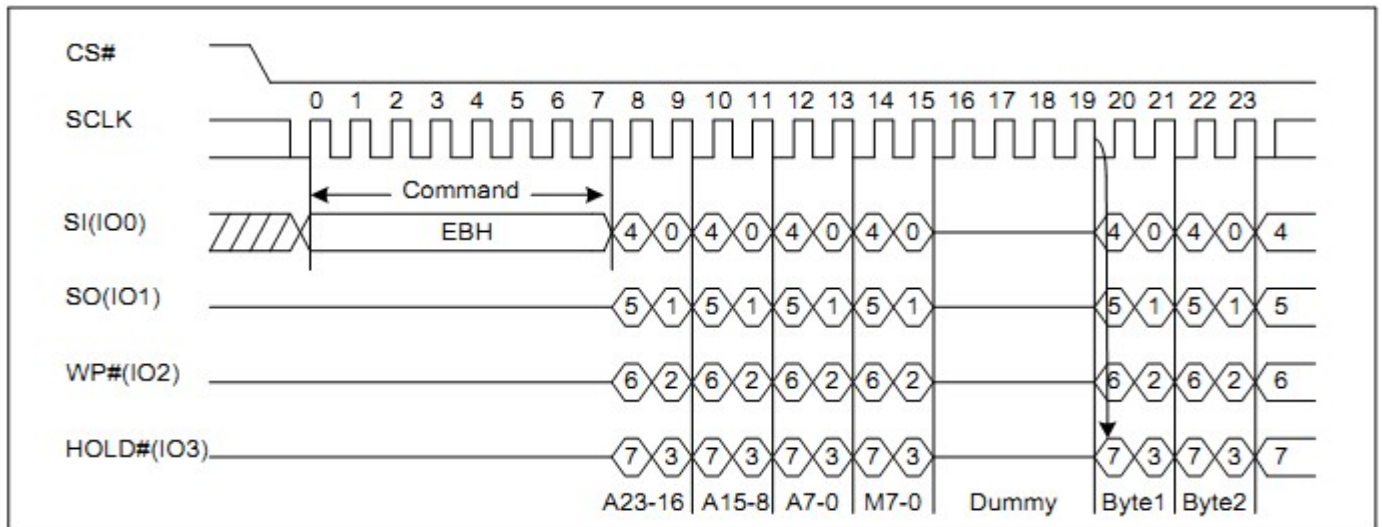 CS#
0 1 2 3 4 5 6 7 8 9 10 11 12 13 14 15 16 17 18 19 20 21 22 23
SCLK
Command
SI(IO0) EBH 4 0 4 0 4 0 4 0 4 0 4 0 4
SO(IO1) 5 1 5 1 5 1 5 1 5 1 5 1 5
WP#(IO2) 6 2 6 2 6 2 6 2 6 2 6 2 6
HOLD#(IO3) 7 3 7 3 7 3 7 3 7 3 7 3 7
A23-16 A15-8 A7-0 M7-0 Dummy Byte1 Byte2